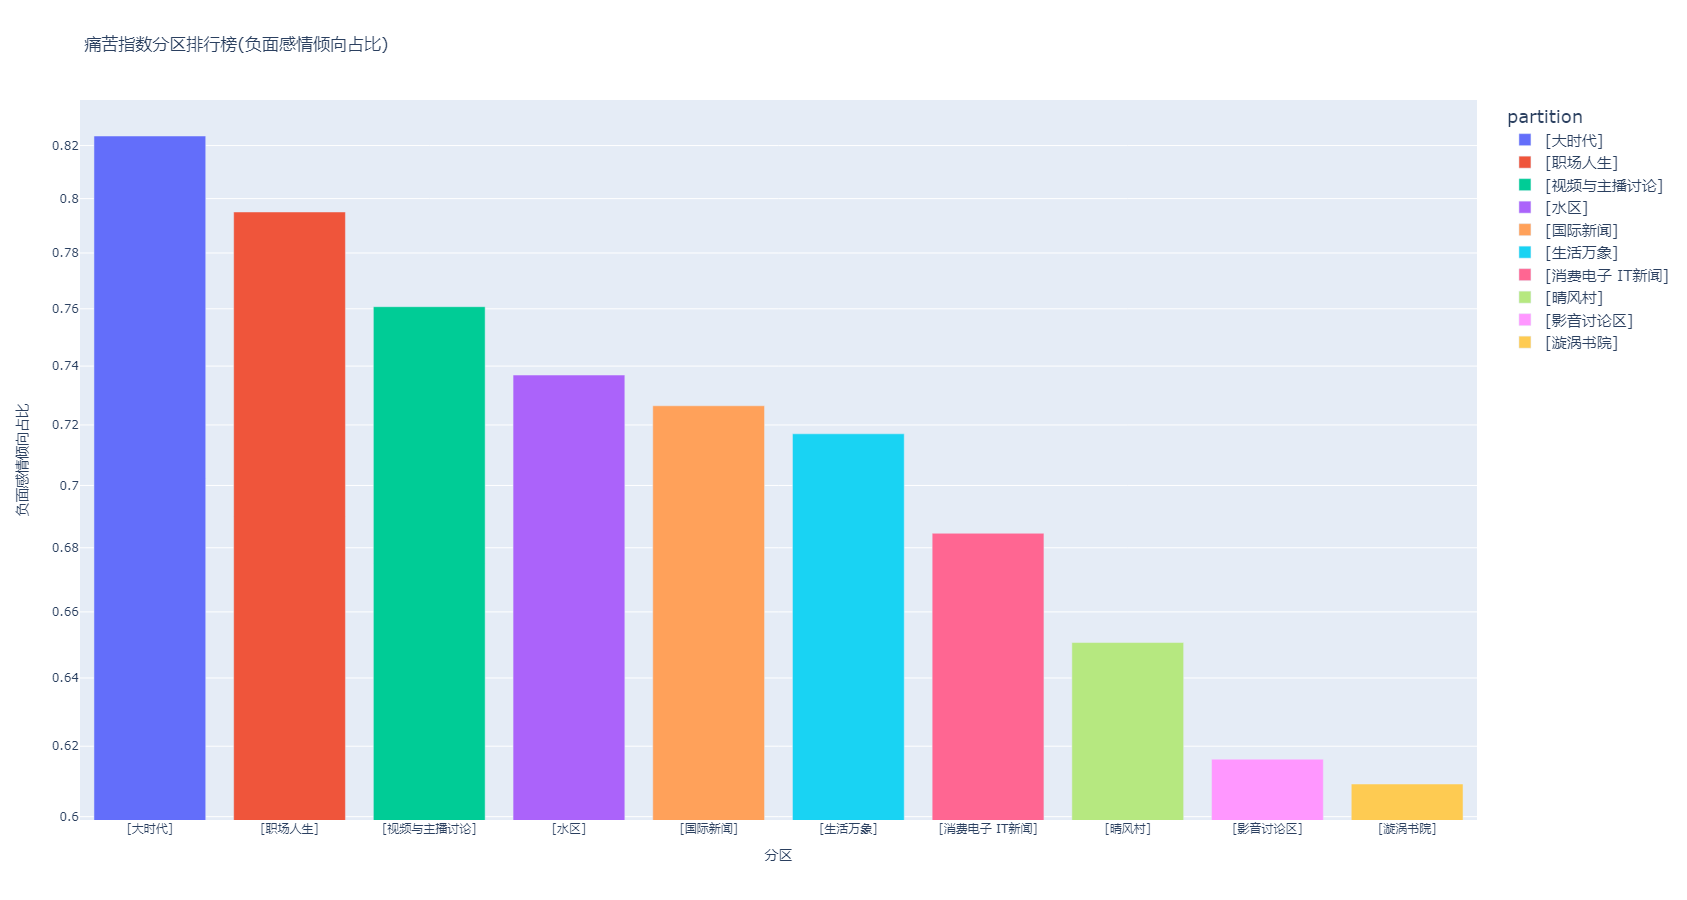 痛苦指数分区排行榜(负面感情倾向占比)
partition
[大时代]
[职场人生]
[视频与主播讨论]
[水区]
[国际新闻]
[生活万象]
[消费电子 IT新闻]
[晴风村]
[影音讨论区]
[漩涡书院]
负面感情倾向占比
0.82
0.8
0.78
0.76
0.74
0.72
0.7
0.68
0.66
0.64
0.62
0.6
[大时代]
[职场人生]
[视频与主播讨论]
[水区]
[国际新闻]
[生活万象]
[消费电子 IT新闻]
[晴风村]
[影音讨论区]
[漩涡书院]
分区